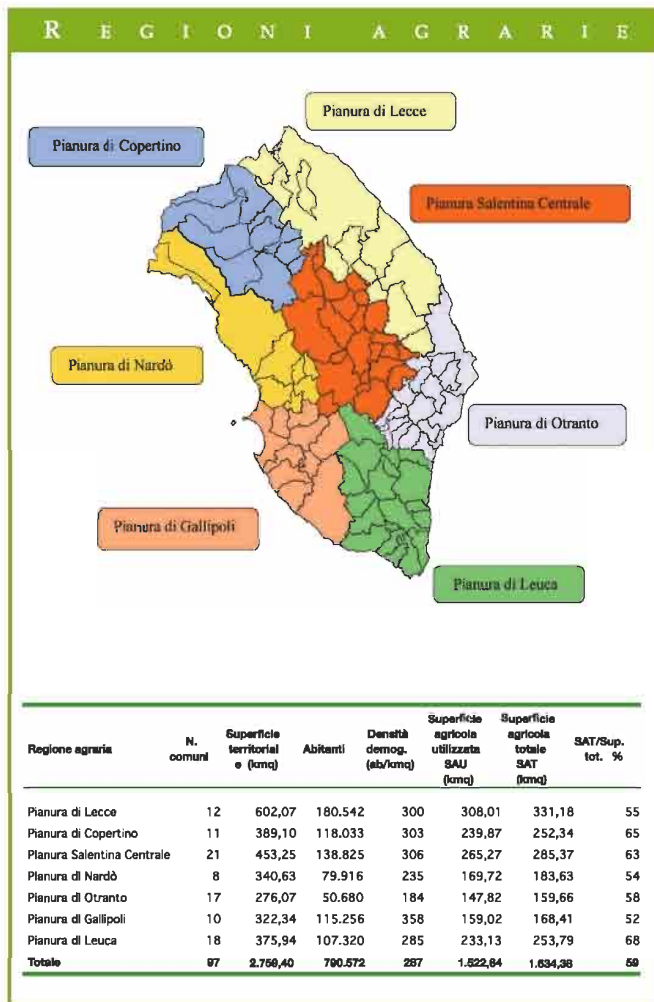 REGIONI AGRARIE
Pianura di Lecce
Pianura di Copertino
Pianura Salentina Centrale
Pianura di Nardò
Pianura di Otranto
Pianura di Gallipoli
Pianura di Leuca
Regione agraria N. comuni Superficie territorial e (kmq) Abitanti Densità demog. (ab/kmq) Superficie agricola utilizzata SAU (kmq) Superficie agricola totale SAT (kmq) SAT/Sup. tot. %
Pianura di Lecce 12 602,07 180.542 300 308,01 331,18 55
Pianura di Copertino 11 389,10 118.033 303 239,87 252,34 65
Pianura Salentina Centrale 21 453,25 138.825 306 265,27 285,37 63
Pianura di Nardò 8 340,63 79.916 235 169,72 183,63 54
Pianura di Otranto 17 276,07 50.680 184 147,82 159,66 58
Pianura di Gallipoli 10 322,34 115.256 358 159,02 168,41 52
Pianura di Leuca 18 375,94 107.320 285 233,13 253,79 68
Totale 97 2.759,40 790.572 287 1.522,84 1.634,38 59